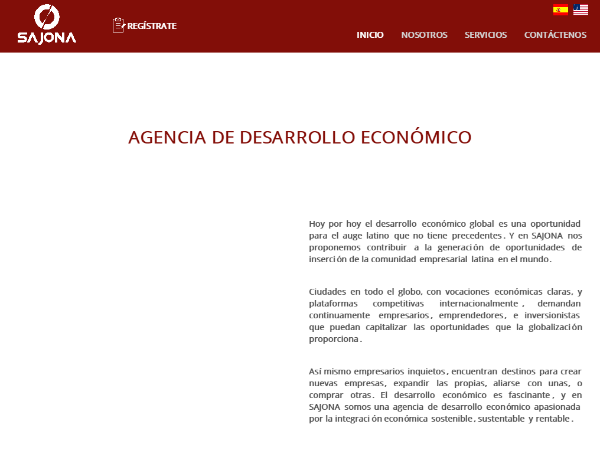 SAJONA
REGÍSTRATE
INICIO NOSOTROS SERVICIOS CONTÁCTENOS
AGENCIA DE DESARROLLO ECONÓMICO
Hoy por hoy el desarrollo económico global es una oportunidad
para el auge latino que no tiene precedentes. Y en SAJONA nos
proponemos contribuir a la generación de oportunidades de
inserción de la comunidad empresarial latina en el mundo.
Ciudades en todo el globo, con vocaciones económicas claras, y
plataformas competitivas internacionalmente, demandan
continuamente empresarios, emprendedores, e inversionistas
que puedan capitalizar las oportunidades que la globalización
proporciona.
Así mismo empresarios inquietos, encuentran destinos para crear
nuevas empresas, expandir las propias, aliarse con unas, o
comprar otras. El desarrollo económico es fascinante, y en
SAJONA somos una agencia de desarrollo económico apasionada
por la integración económica sostenible, sustentable y rentable.